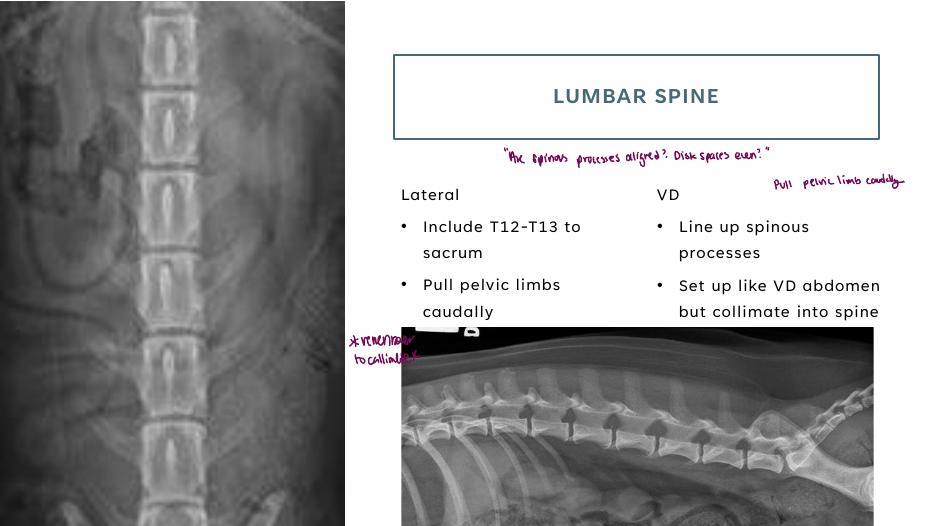 LUMBAR SPINE
"Are spinous processes aligned? Disk spaces even?"
Pull pelvic limb caudally
Lateral
• Include T12-T13 to
sacrum
• Pull pelvic limbs
caudally
VD
• Line up spinous
processes
• Set up like VD abdomen
but collimate into spine
*remember
to collimate*